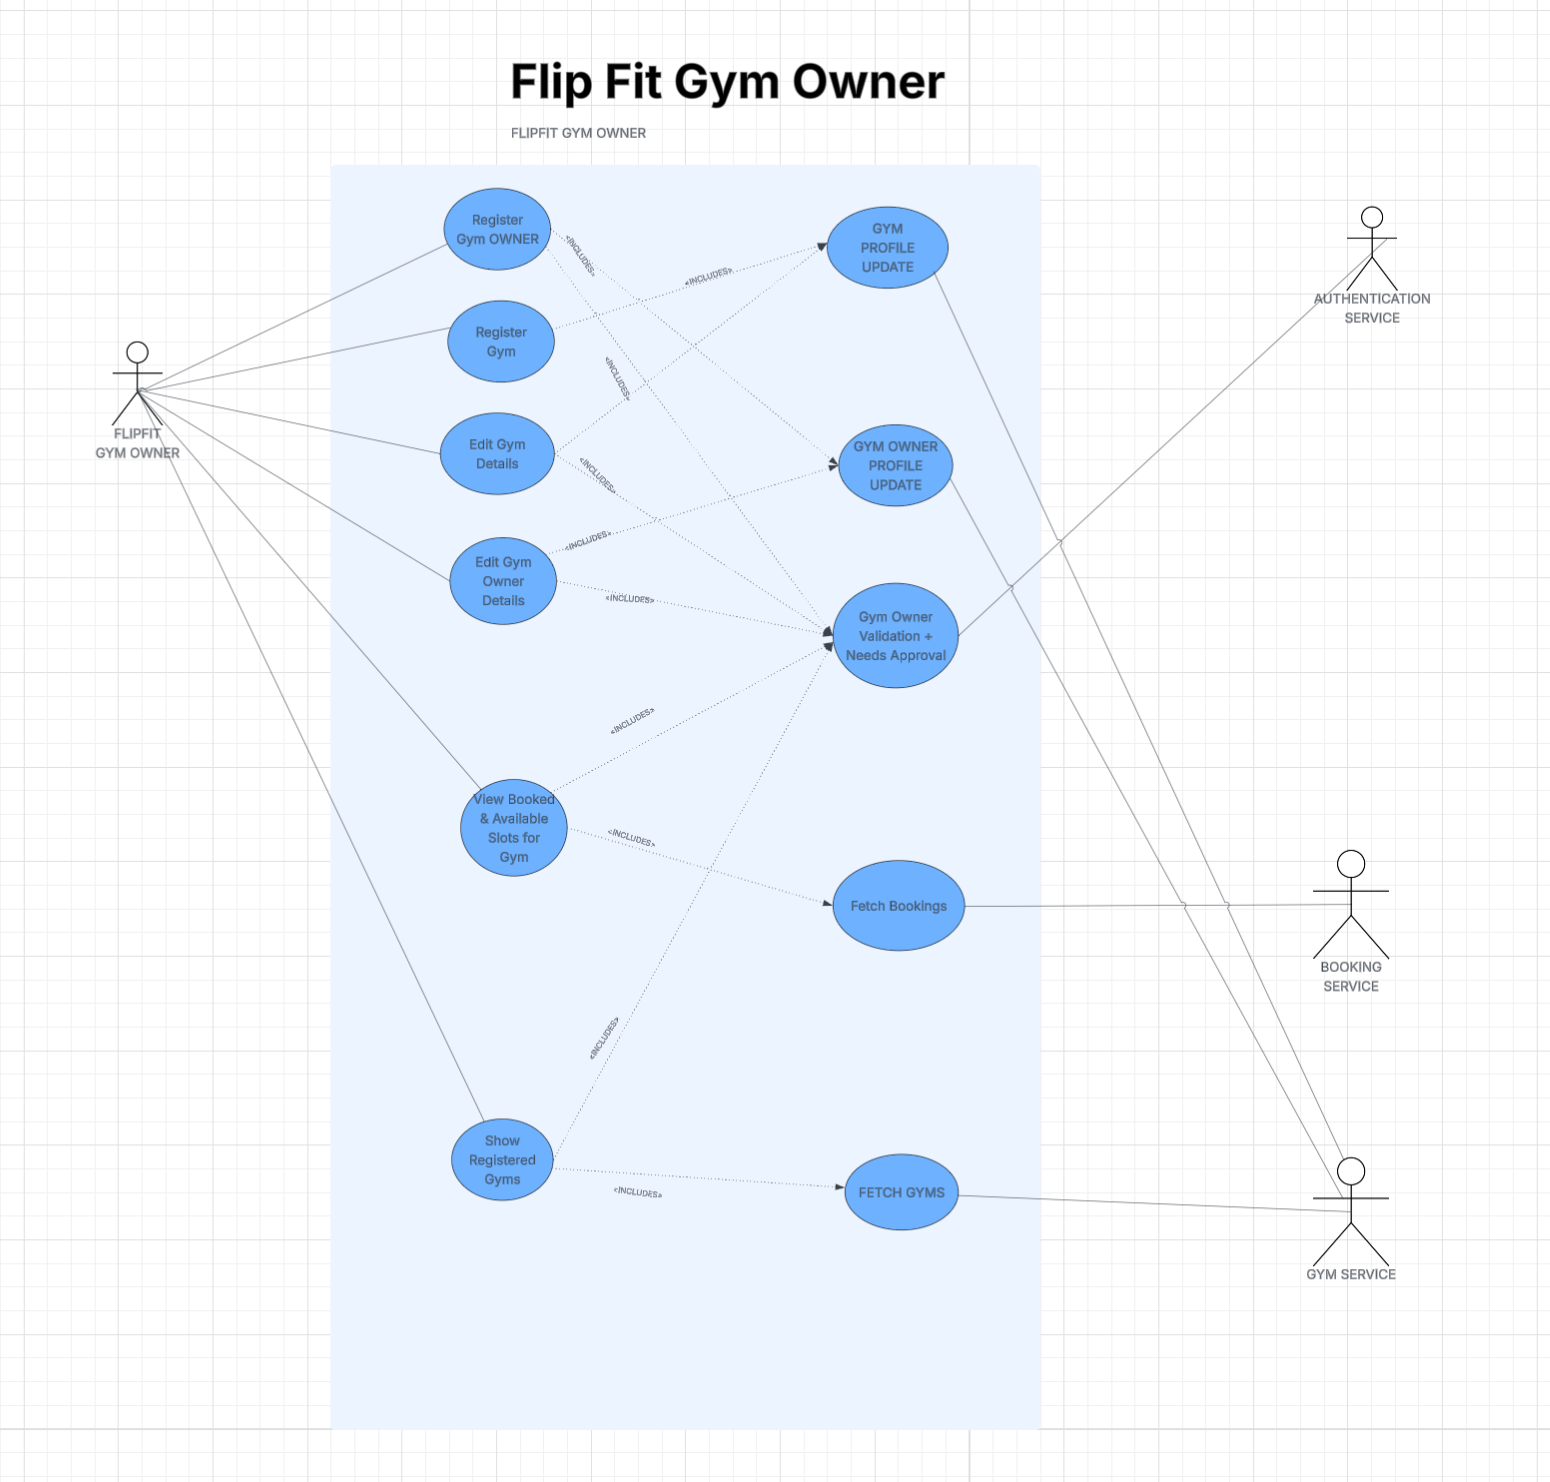 Flip Fit Gym Owner
FLIPFIT GYM OWNER
Register
Gym OWNER
<INCLUDES>
GYM
PROFILE
UPDATE
<INCLUDES>
AUTHENTICATION
SERVICE
Register
Gym
<INCLUDES>
FLIPFIT
GYM OWNER
Edit Gym
Details
<INCLUDES>
GYM OWNER
PROFILE
UPDATE
<INCLUDES>
Edit Gym
Owner
Details
<INCLUDES>
Gym Owner
Validation +
Needs Approval
<INCLUDES>
View Booked
& Available
Slots for
Gym
<INCLUDES>
Fetch Bookings
BOOKING
SERVICE
<INCLUDES>
Show
Registered
Gyms
<INCLUDES>
FETCH GYMS
GYM SERVICE